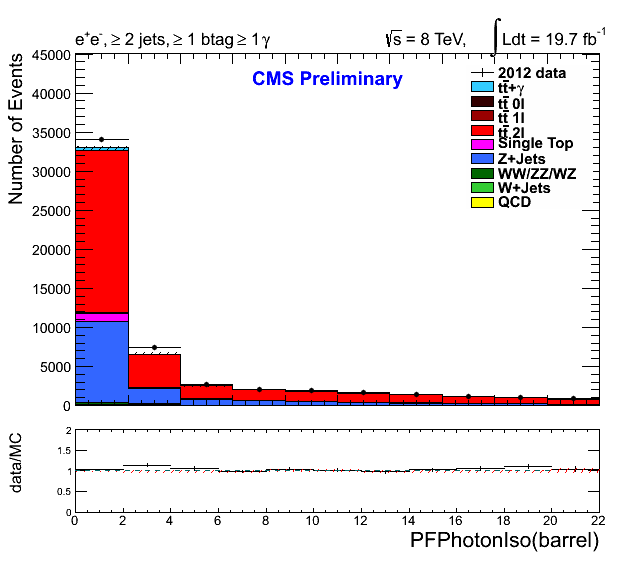 e⁺e⁻, ≥ 2 jets, ≥ 1 btag ≥ 1 γ
√s = 8 TeV, ∫ Ldt = 19.7 fb⁻¹
CMS Preliminary
2012 data
tt̄+γ
tt̄ 0l
tt̄ 1l
tt̄ 2l
Single Top
Z+Jets
WW/ZZ/WZ
W+Jets
QCD
Number of Events
45000
40000
35000
30000
25000
20000
15000
10000
5000
0
data/MC
2
1.5
1
0.5
0
0 2 4 6 8 10 12 14 16 18 20 22
PFPhotonIso(barrel)